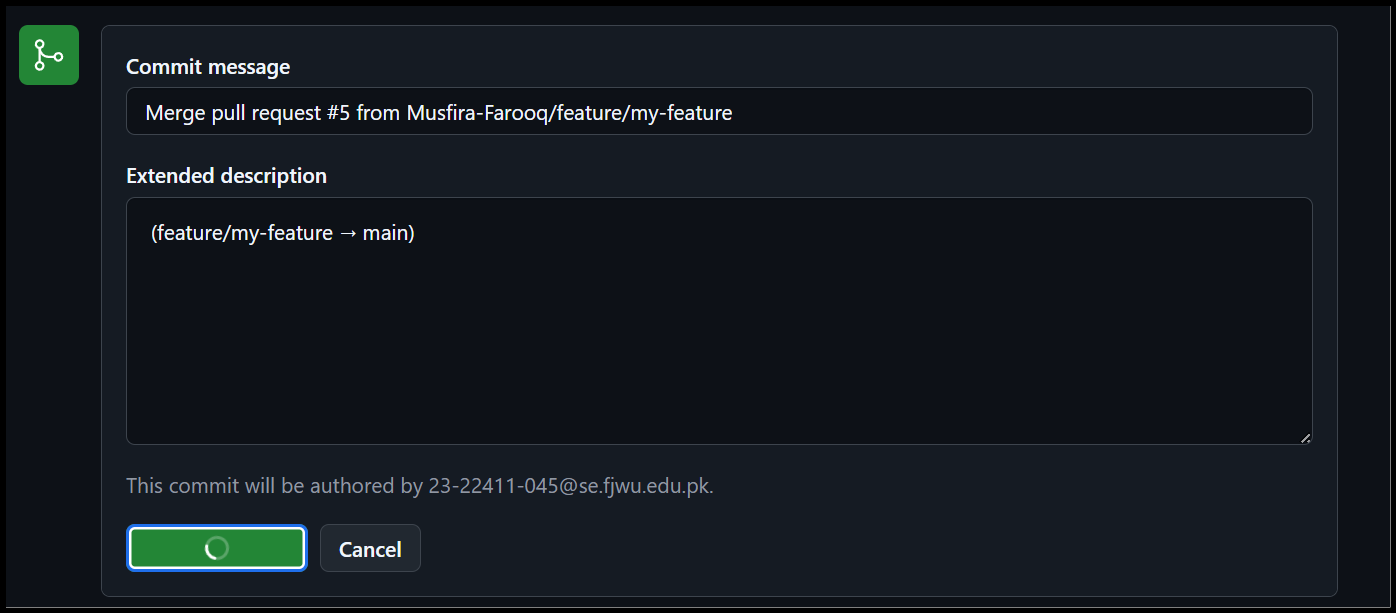 Commit message
Merge pull request #5 from Musfira-Farooq/feature/my-feature
Extended description
(feature/my-feature → main)
This commit will be authored by 23-22411-045@se.fjwu.edu.pk.
Cancel